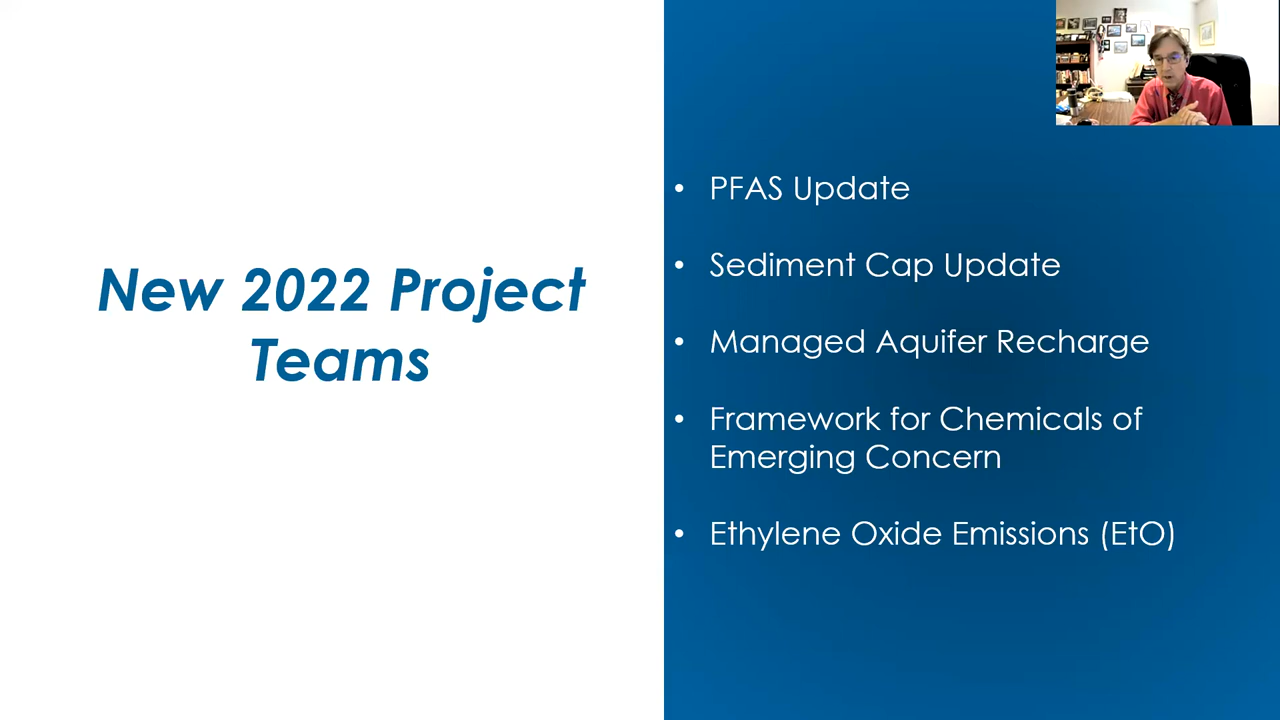 New 2022 Project
Teams
• PFAS Update
• Sediment Cap Update
• Managed Aquifer Recharge
• Framework for Chemicals of
Emerging Concern
• Ethylene Oxide Emissions (EtO)